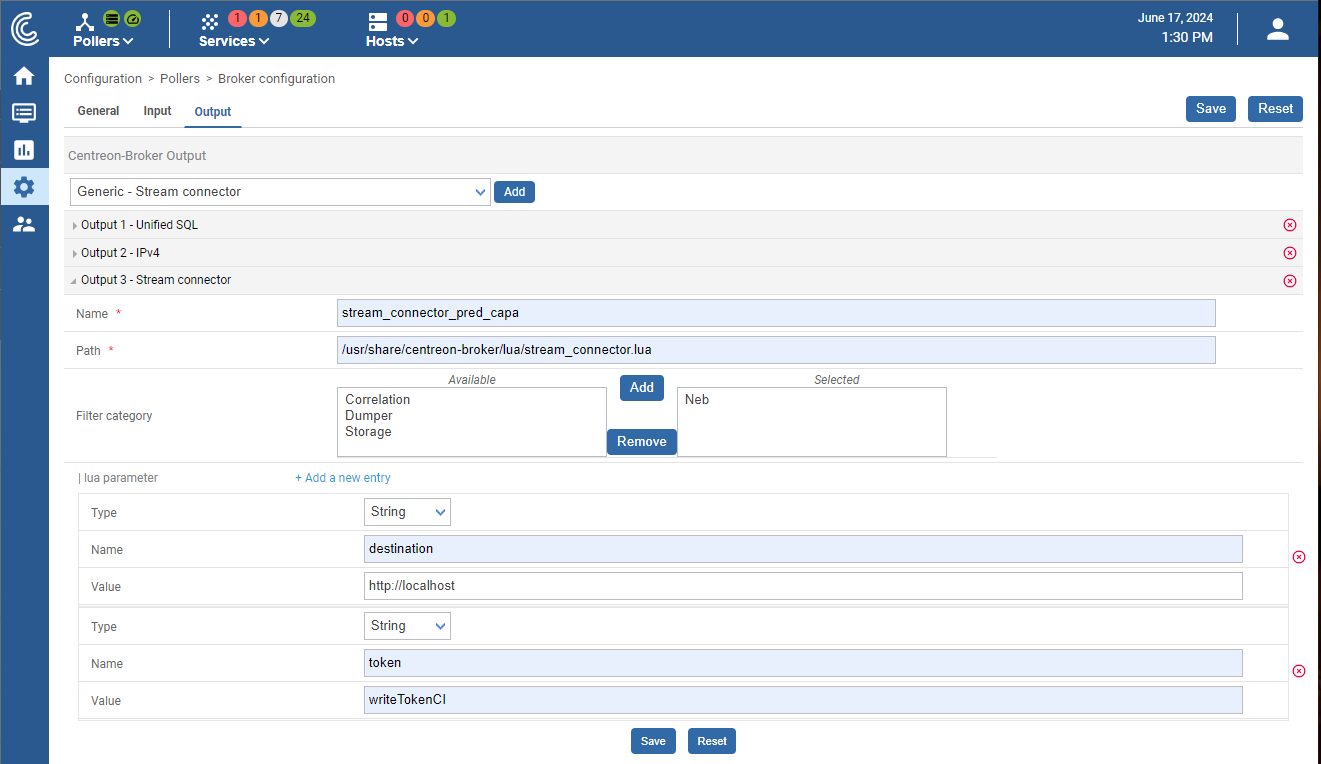 1 1 7 24
0 0 1
Pollers
Services
Hosts
June 17, 2024
1:30 PM
Configuration > Pollers > Broker configuration
General Input Output
Save Reset
Centreon-Broker Output
Generic - Stream connector Add
Output 1 - Unified SQL
Output 2 - IPv4
Output 3 - Stream connector
Name * stream_connector_pred_capa
Path * /usr/share/centreon-broker/lua/stream_connector.lua
Filter category
Available
Correlation
Dumper
Storage
Add
Remove
Selected
Neb
| lua parameter + Add a new entry
Type String
Name destination
Value http://localhost
Type String
Name token
Value writeTokenCI
Save Reset